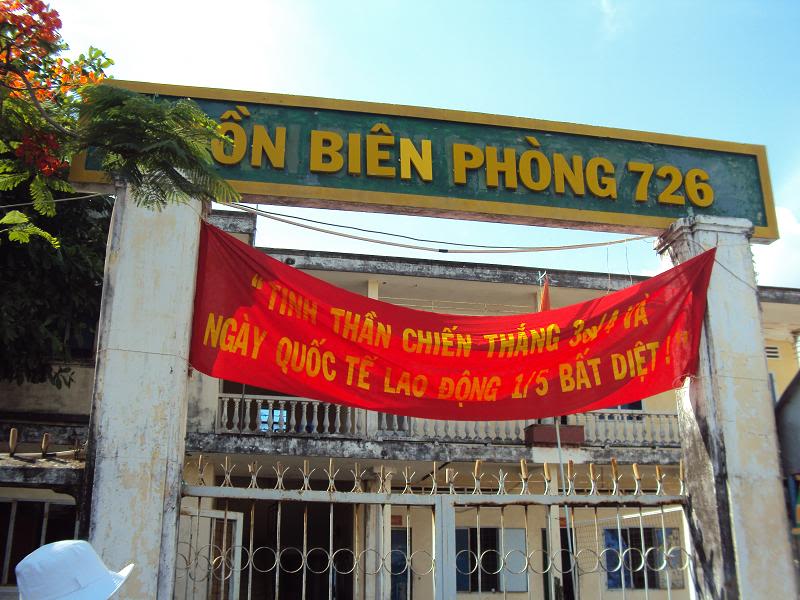 ỒN BIÊN PHÒNG 726
"TINH THẦN CHIẾN THẮNG 30/4 VÀ
NGÀY QUỐC TẾ LAO ĐỘNG 1/5 BẤT DIỆT!"